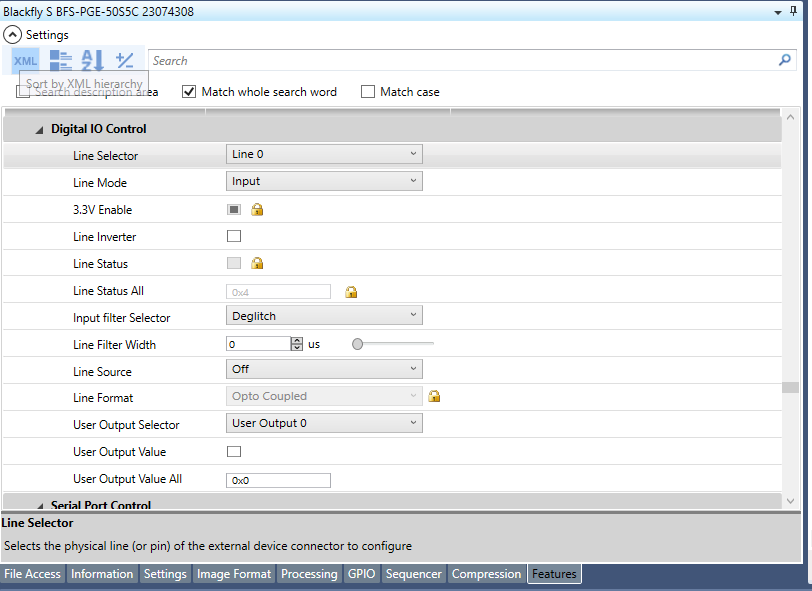 Blackfly S BFS-PGE-50S5C 23074308
Settings
XML
Search
Sort by XML hierarchy
Search description area
Match whole search word
Match case
Digital IO Control
Line Selector Line 0
Line Mode Input
3.3V Enable
Line Inverter
Line Status
Line Status All 0x4
Input filter Selector Deglitch
Line Filter Width 0 us
Line Source Off
Line Format Opto Coupled
User Output Selector User Output 0
User Output Value
User Output Value All 0x0
Serial Port Control
Line Selector
Selects the physical line (or pin) of the external device connector to configure
File Access Information Settings Image Format Processing GPIO Sequencer Compression Features